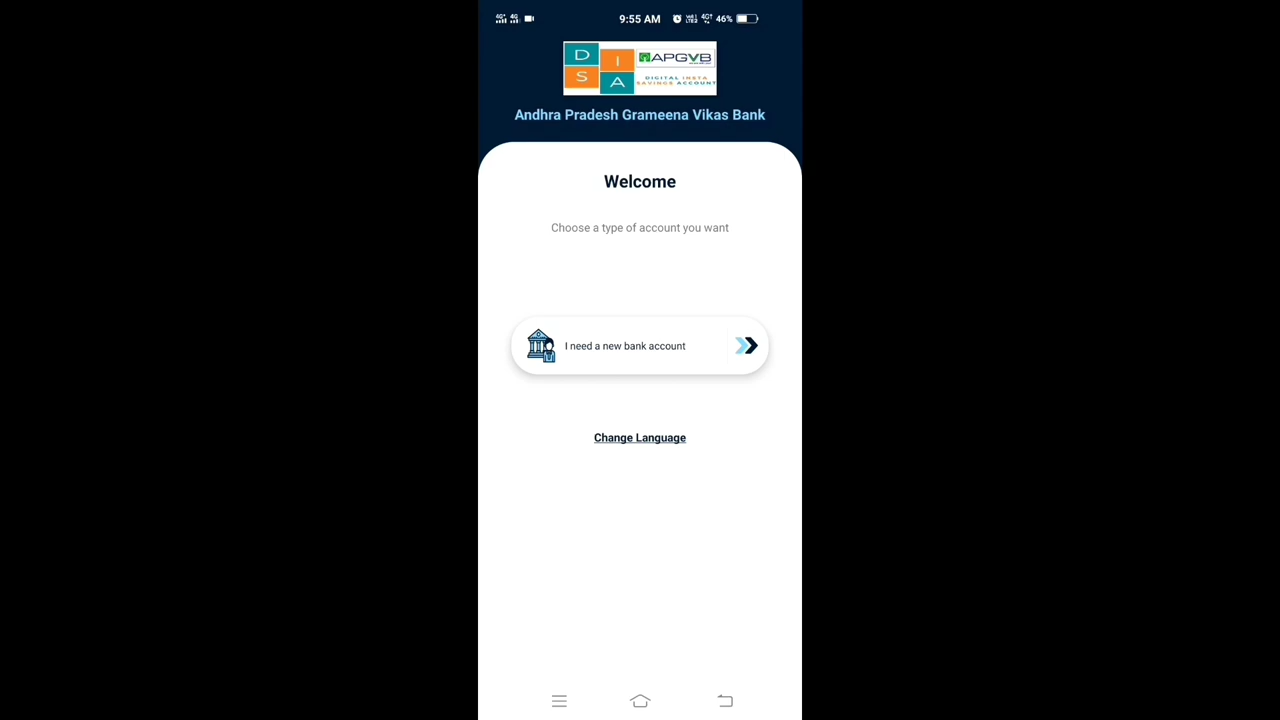 9:55 AM 46%
D I APGVB
S A DIGITAL INSTA
SAVINGS ACCOUNT
Andhra Pradesh Grameena Vikas Bank
Welcome
Choose a type of account you want
I need a new bank account
Change Language